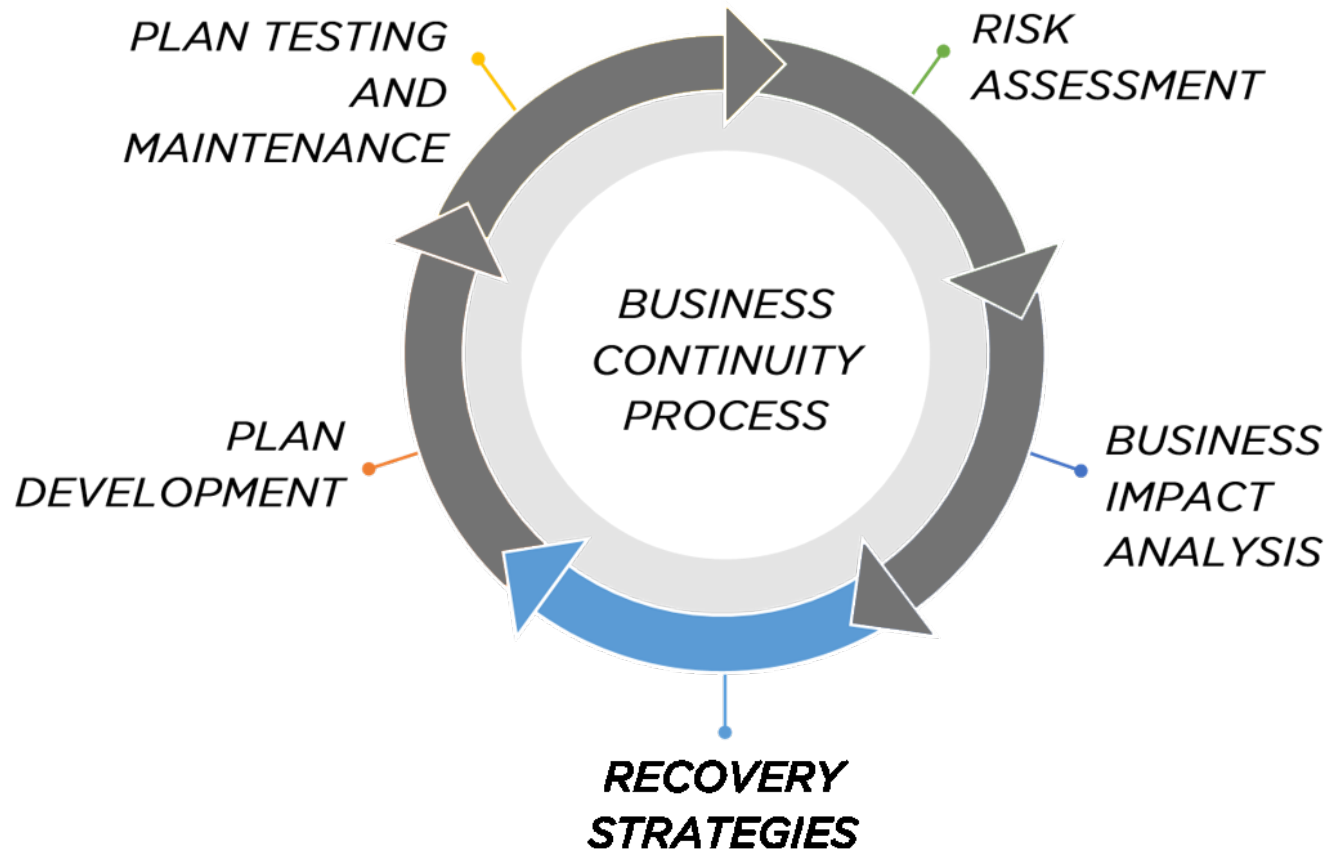 PLAN TESTING
AND
MAINTENANCE
RISK
ASSESSMENT
BUSINESS
CONTINUITY
PROCESS
PLAN
DEVELOPMENT
BUSINESS
IMPACT
ANALYSIS
RECOVERY
STRATEGIES